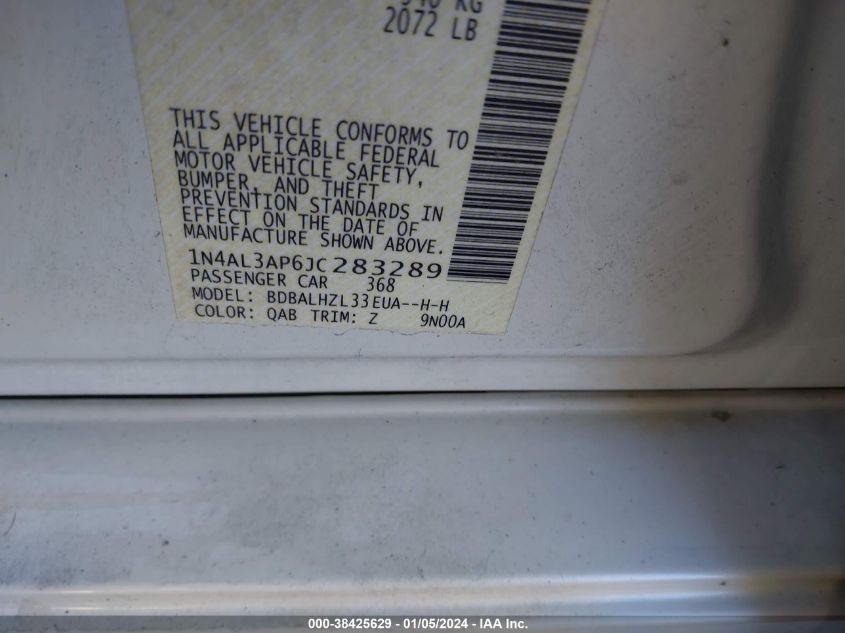 940 KG
2072 LB
THIS VEHICLE CONFORMS TO
ALL APPLICABLE FEDERAL
MOTOR VEHICLE SAFETY,
BUMPER, AND THEFT
PREVENTION STANDARDS IN
EFFECT ON THE DATE OF
MANUFACTURE SHOWN ABOVE.
1N4AL3AP6JC283289
PASSENGER CAR 368
MODEL: BDBALHZL33EUA--H-H
COLOR: QAB TRIM: Z 9N00A
000-38425629 - 01/05/2024 - IAA Inc.